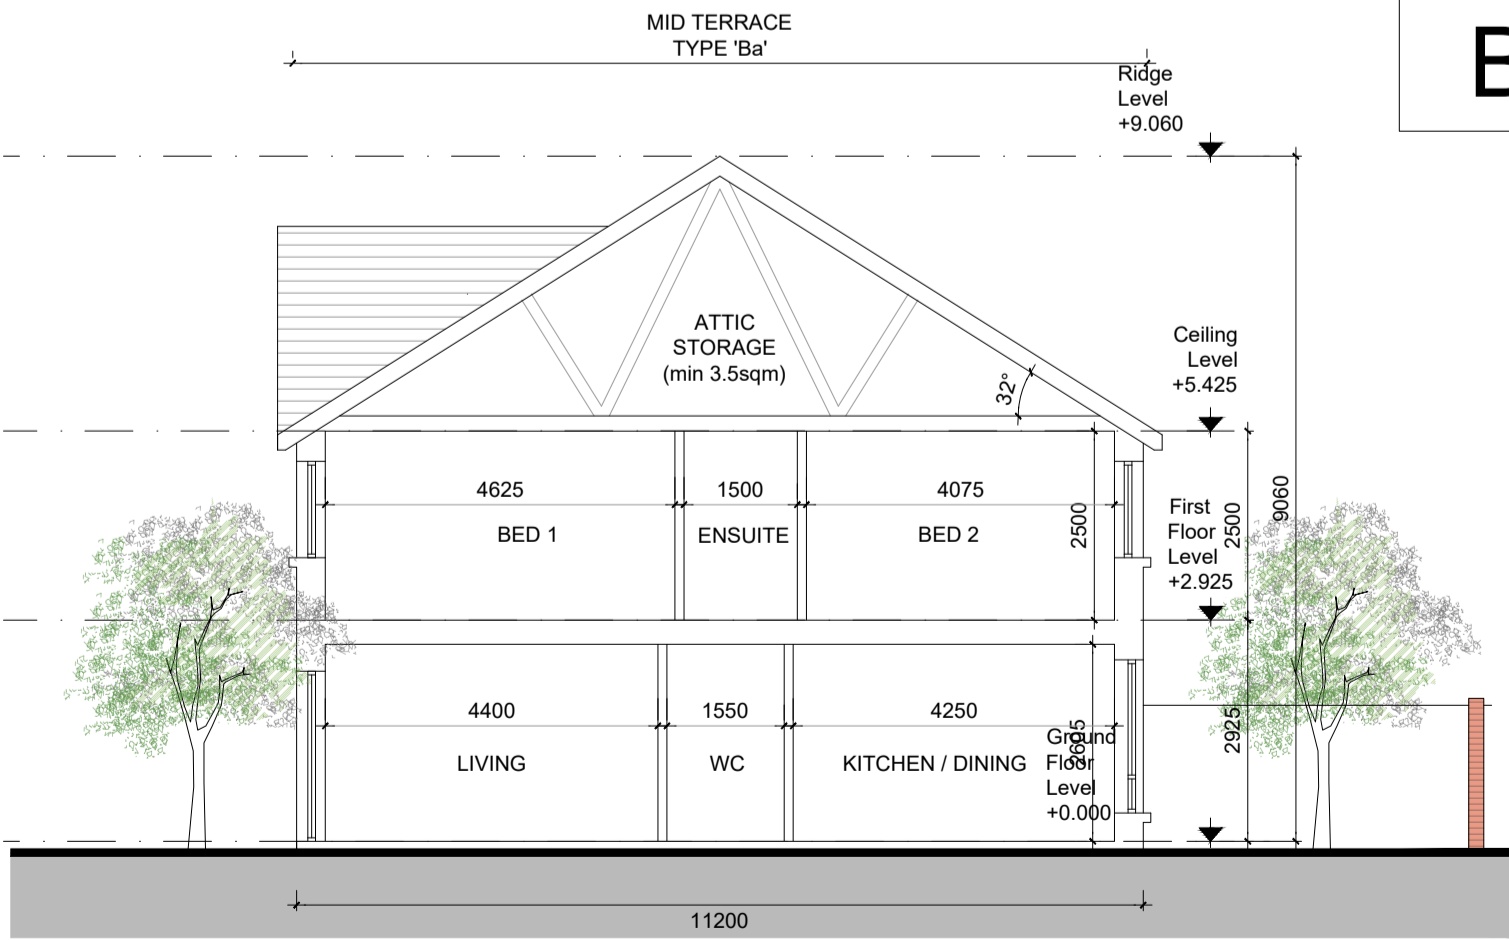 MID TERRACE
TYPE 'Ba'
B
Ridge
Level
+9.060
ATTIC
STORAGE
(min 3.5sqm)
32°
Ceiling
Level
+5.425
4625
1500
4075
BED 1
ENSUITE
BED 2
2500
First
Floor
Level
+2.925
2500
9060
4400
1550
4250
LIVING
WC
KITCHEN / DINING
Ground
Floor
Level
+0.000
2925
11200